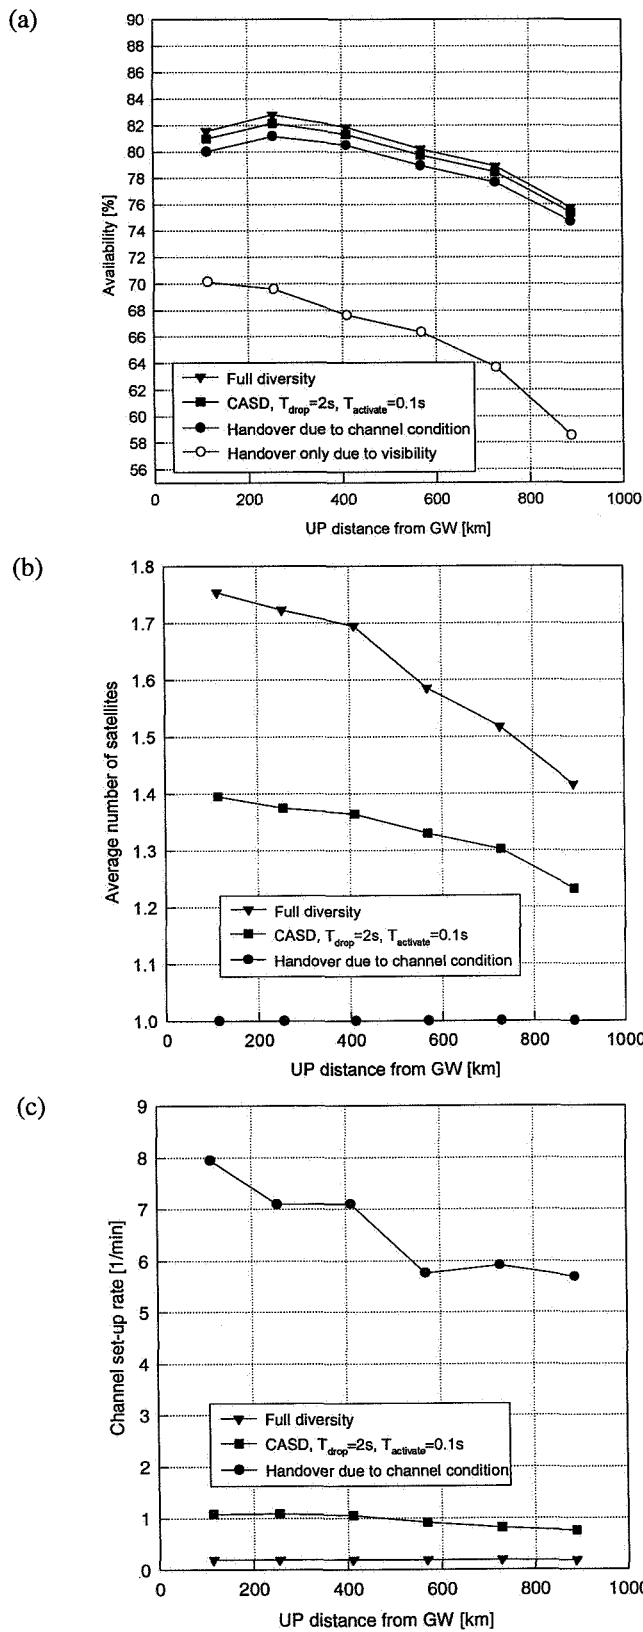 (a)
90
88
86
84
82
80
78
76
74
72
70
68
66
64
62
60
58
56
Availability [%]
Full diversity
CASD, Tdrop=2s, Tactivate=0.1s
Handover due to channel condition
Handover only due to visibility
0 200 400 600 800 1000
UP distance from GW [km]
(b)
1.8
1.7
1.6
1.5
1.4
1.3
1.2
1.1
1.0
Average number of satellites
Full diversity
CASD, Tdrop=2s, Tactivate=0.1s
Handover due to channel condition
0 200 400 600 800 1000
UP distance from GW [km]
(c)
9
8
7
6
5
4
3
2
1
0
Channel set-up rate [1/min]
Full diversity
CASD, Tdrop=2s, Tactivate=0.1s
Handover due to channel condition
0 200 400 600 800 1000
UP distance from GW [km]